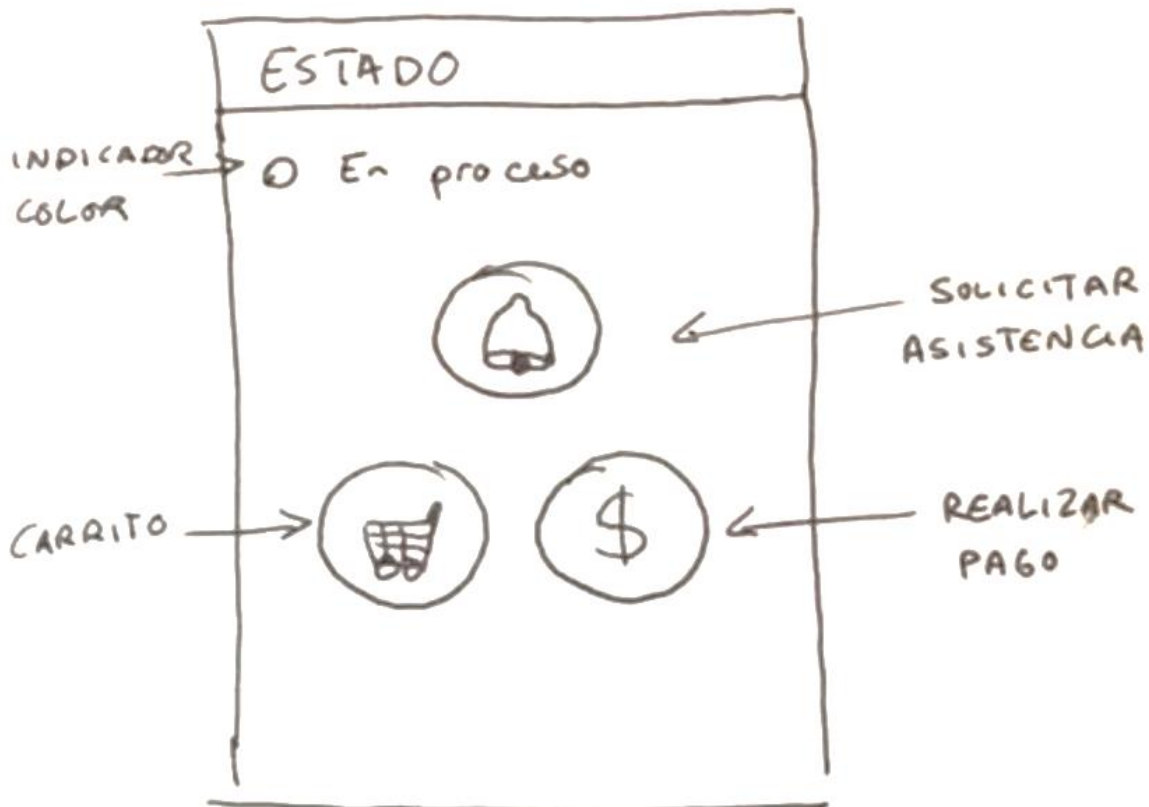 ESTADO
INDICADOR
COLOR
En proceso
SOLICITAR
ASISTENCIA
CARRITO
$
REALIZAR
PAGO